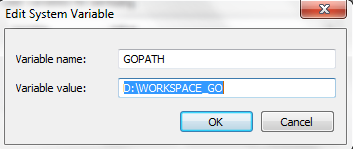 Edit System Variable
Variable name: GOPATH
Variable value: D:\WORKSPACE_GO
OK Cancel